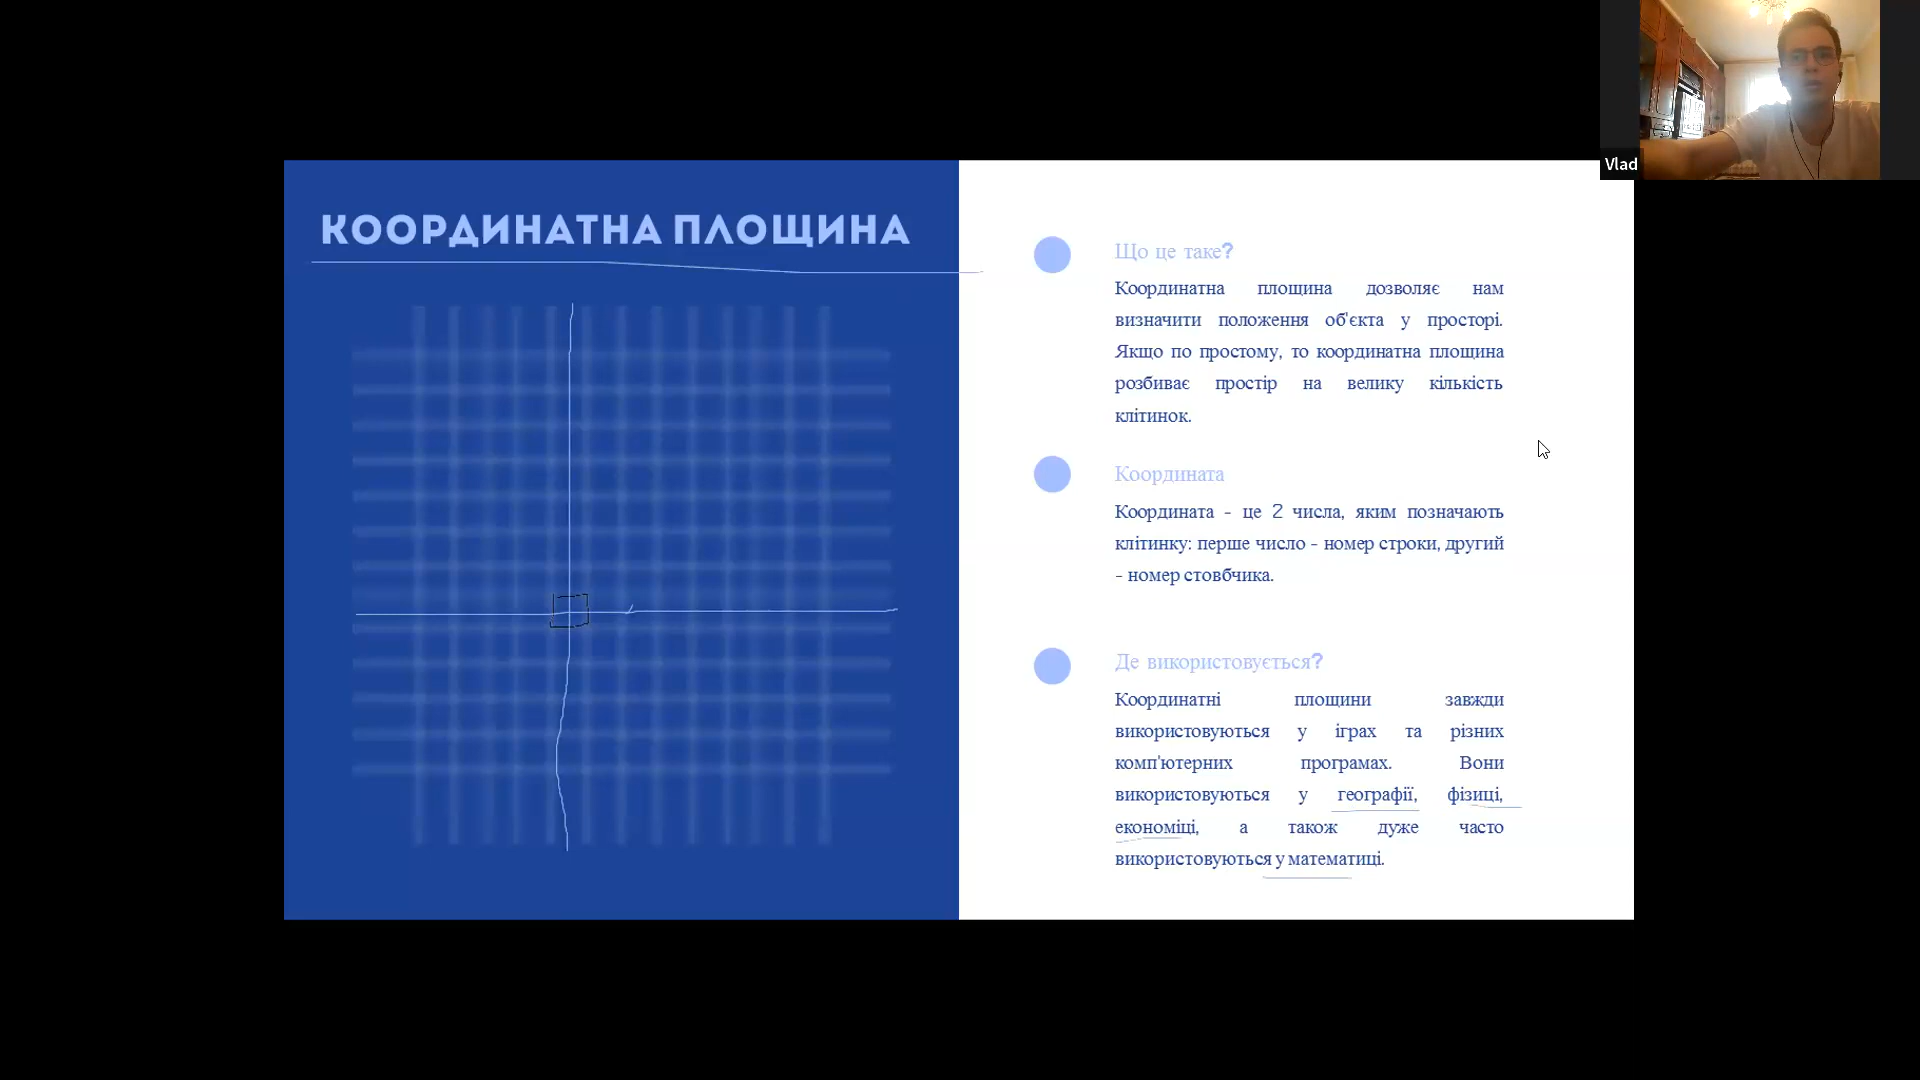 Vlad
КООРДИНАТНА ПЛОЩИНА
Що це таке?
Координатна площина дозволяє нам
визначити положення об'єкта у просторі.
Якщо по простому, то координатна площина
розбиває простір на велику кількість
клітинок.
Координата
Координата - це 2 числа, яким позначають
клітинку: перше число - номер строки, другий
- номер стовбчика.
Де використовується?
Координатні площини завжди
використовуються у іграх та різних
комп'ютерних програмах. Вони
використовуються у географії, фізиці,
економіці, а також дуже часто
використовуються у математиці.